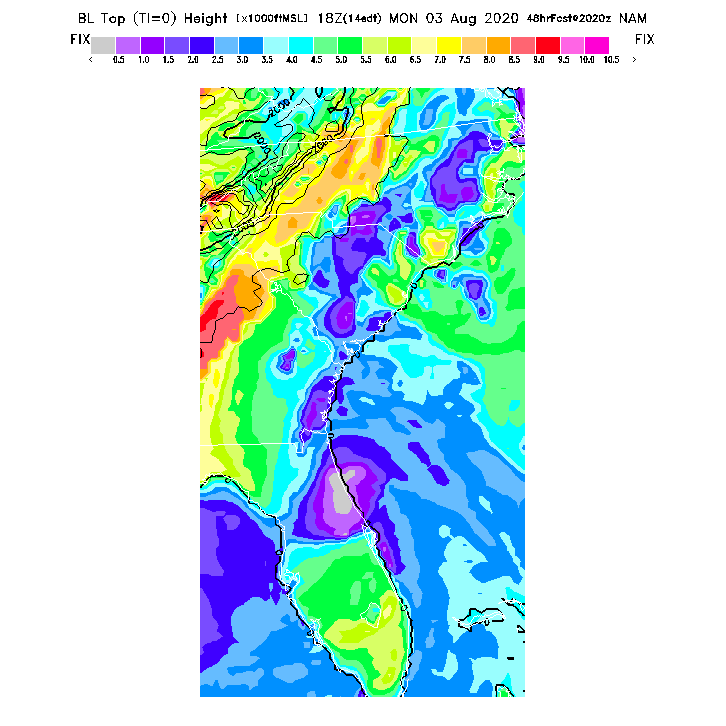 BL Top (TI=0) Height [x1000ftMSL] 18Z(14edt) MON 03 Aug 2020 48hrFcst@2020z NAM
FIX FIX
< 0.5 1.0 1.5 2.0 2.5 3.0 3.5 4.0 4.5 5.0 5.5 6.0 6.5 7.0 7.5 8.0 8.5 9.0 9.5 10.0 10.5 >
2000
2000
2000